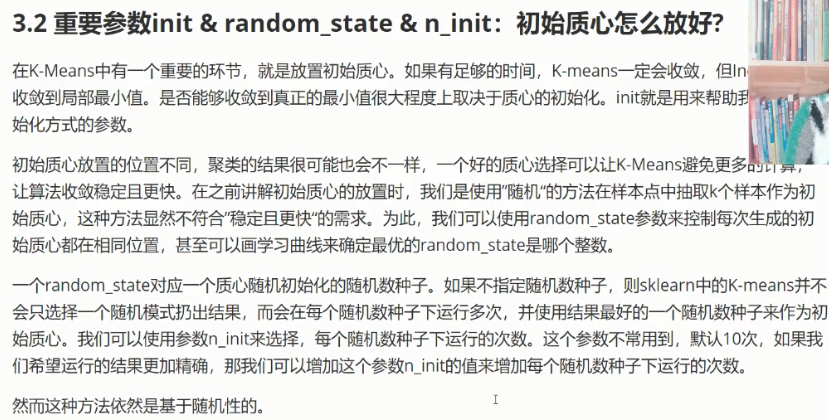 3.2 重要参数init & random_state & n_init：初始质心怎么放好?
在K-Means中有一个重要的环节，就是放置初始质心。如果有足够的时间，K-means一定会收敛，但In
收敛到局部最小值。是否能够收敛到真正的最小值很大程度上取决于质心的初始化。init就是用来帮助我
始化方式的参数。
初始质心放置的位置不同，聚类的结果很可能也会不一样，一个好的质心选择可以让K-Means避免更多的计算，
让算法收敛稳定且更快。在之前讲解初始质心的放置时，我们是使用"随机"的方法在样本点中抽取k个样本作为初
始质心，这种方法显然不符合"稳定且更快"的需求。为此，我们可以使用random_state参数来控制每次生成的初
始质心都在相同位置，甚至可以画学习曲线来确定最优的random_state是哪个整数。
一个random_state对应一个质心随机初始化的随机数种子。如果不指定随机数种子，则sklearn中的K-means并不
会只选择一个随机模式扔出结果，而会在每个随机数种子下运行多次，并使用结果最好的一个随机数种子来作为初
始质心。我们可以使用参数n_init来选择，每个随机数种子下运行的次数。这个参数不常用到，默认10次，如果我
们希望运行的结果更加精确，那我们可以增加这个参数n_init的值来增加每个随机数种子下运行的次数。
然而这种方法依然是基于随机性的。